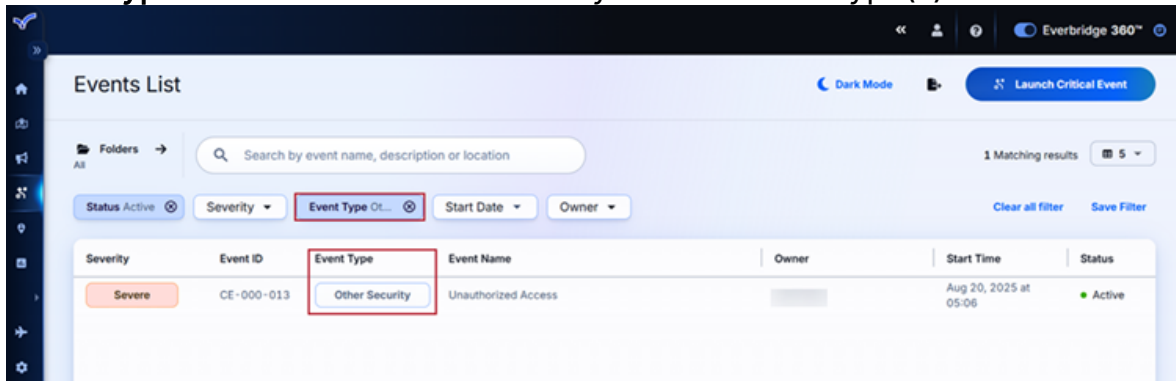 Everbridge 360™
Events List
Dark Mode
Launch Critical Event
Folders
All
Search by event name, description or location
1 Matching results
5
Status Active
Severity
Event Type Ot...
Start Date
Owner
Clear all filter
Save Filter
Severity Event ID Event Type Event Name Owner Start Time Status
Severe CE-000-013 Other Security Unauthorized Access Aug 20, 2025 at 05:06 Active